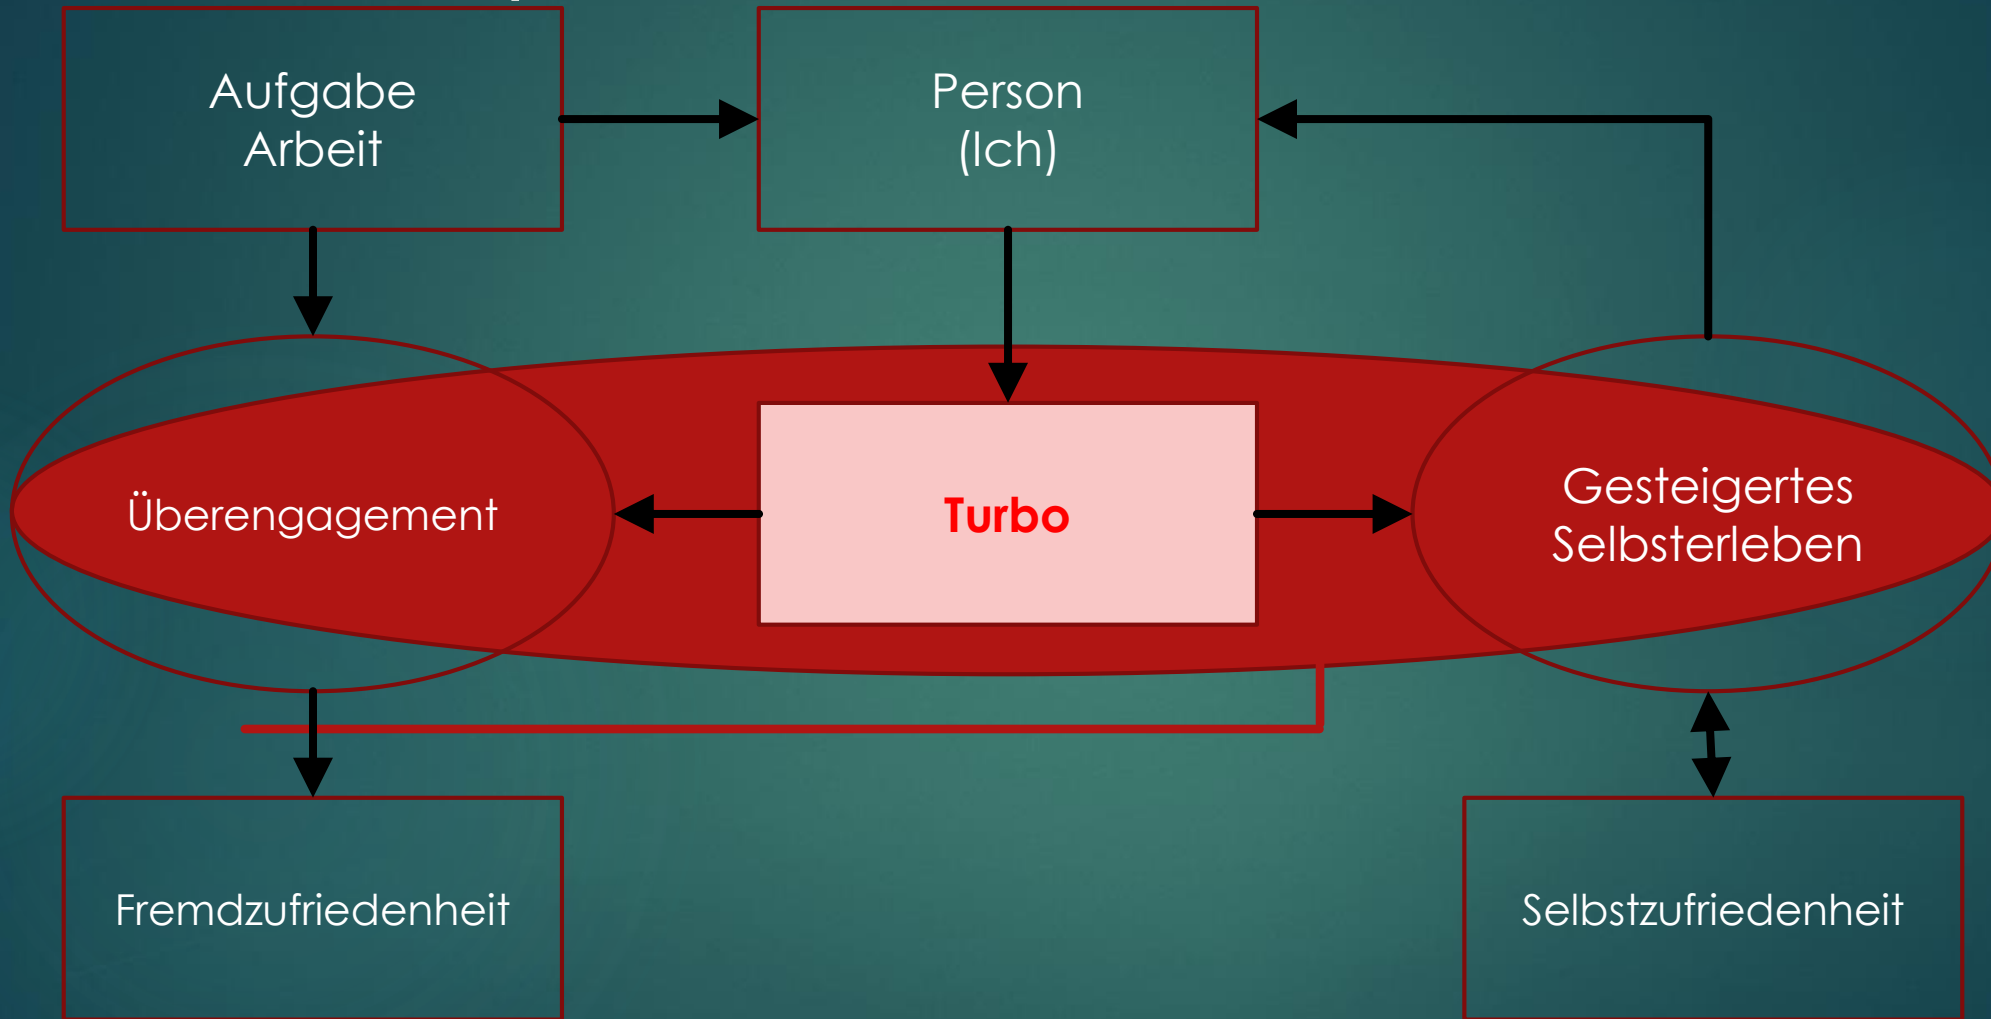 Aufgabe
Arbeit
Person
(Ich)
Überengagement
Turbo
Gesteigertes
Selbsterleben
Fremdzufriedenheit
Selbstzufriedenheit